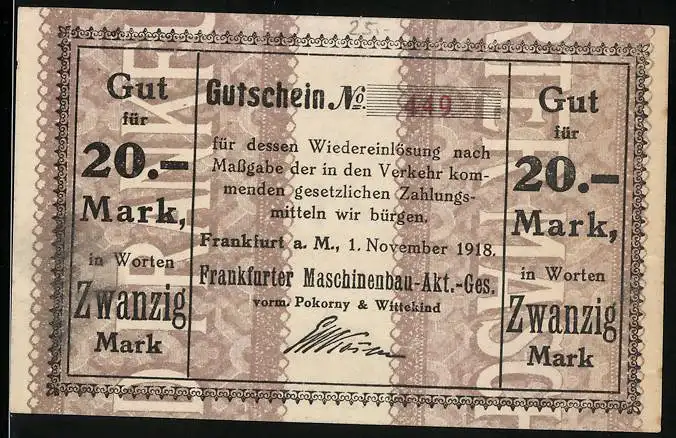 25.-
Gut
für
20.-
Mark,
in Worten
Zwanzig
Mark
Gutschein No. 449
für dessen Wiedereinlösung nach
Maßgabe der in den Verkehr kom-
menden gesetzlichen Zahlungs-
mitteln wir bürgen.
Frankfurt a. M., 1. November 1918.
Frankfurter Maschinenbau-Akt.-Ges.
vorm. Pokorny & Wittekind
Gut
für
20.-
Mark,
in Worten
Zwanzig
Mark